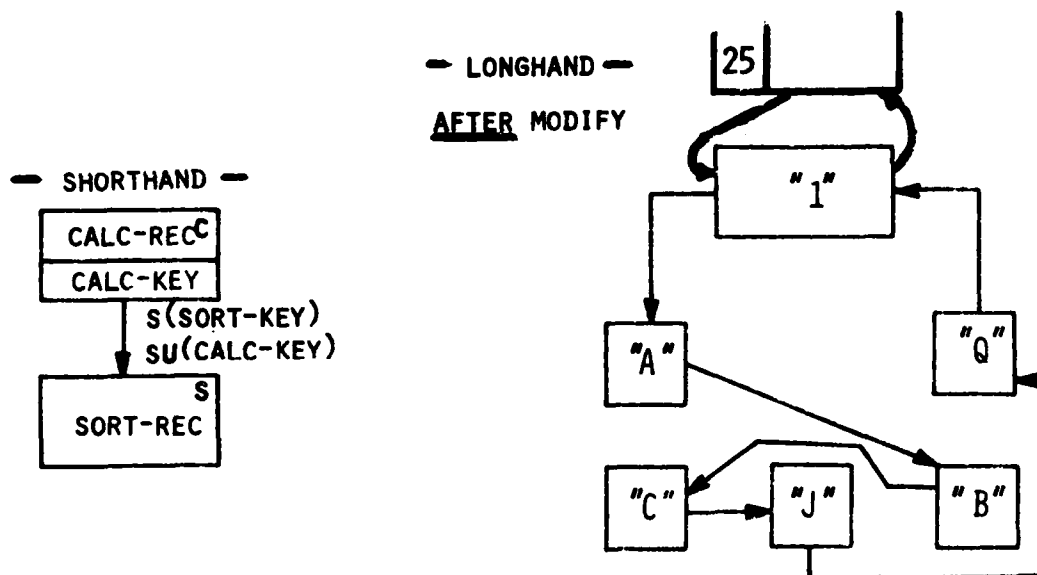 - SHORTHAND -
CALC-REC C
CALC-KEY
S(SORT-KEY)
SU(CALC-KEY)
S
SORT-REC
- LONGHAND -
AFTER MODIFY
25
"1"
"A"
"Q"
"C"
"J"
"B"